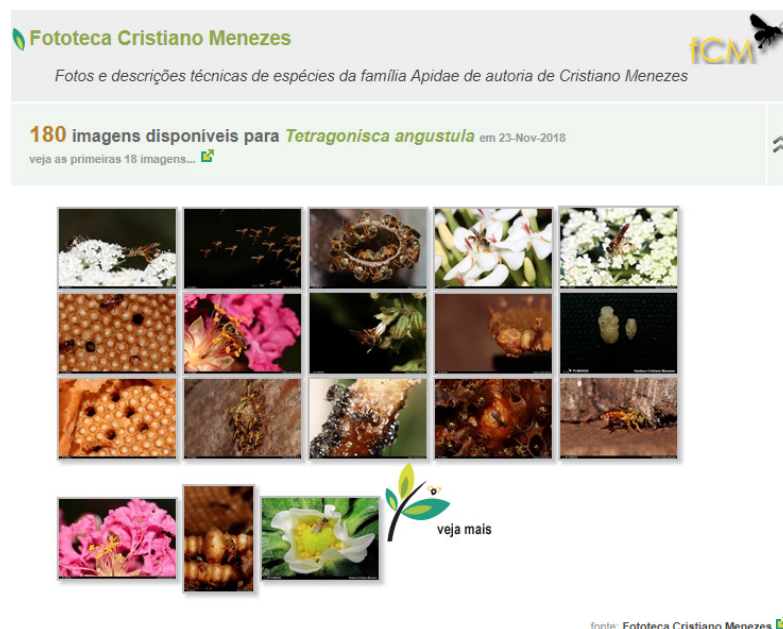 Fototeca Cristiano Menezes
fCM
Fotos e descrições técnicas de espécies da família Apidae de autoria de Cristiano Menezes
180 imagens disponíveis para Tetragonisca angustula em 23-Nov-2018
veja as primeiras 18 imagens...
veja mais
fonte: Fototeca Cristiano Menezes